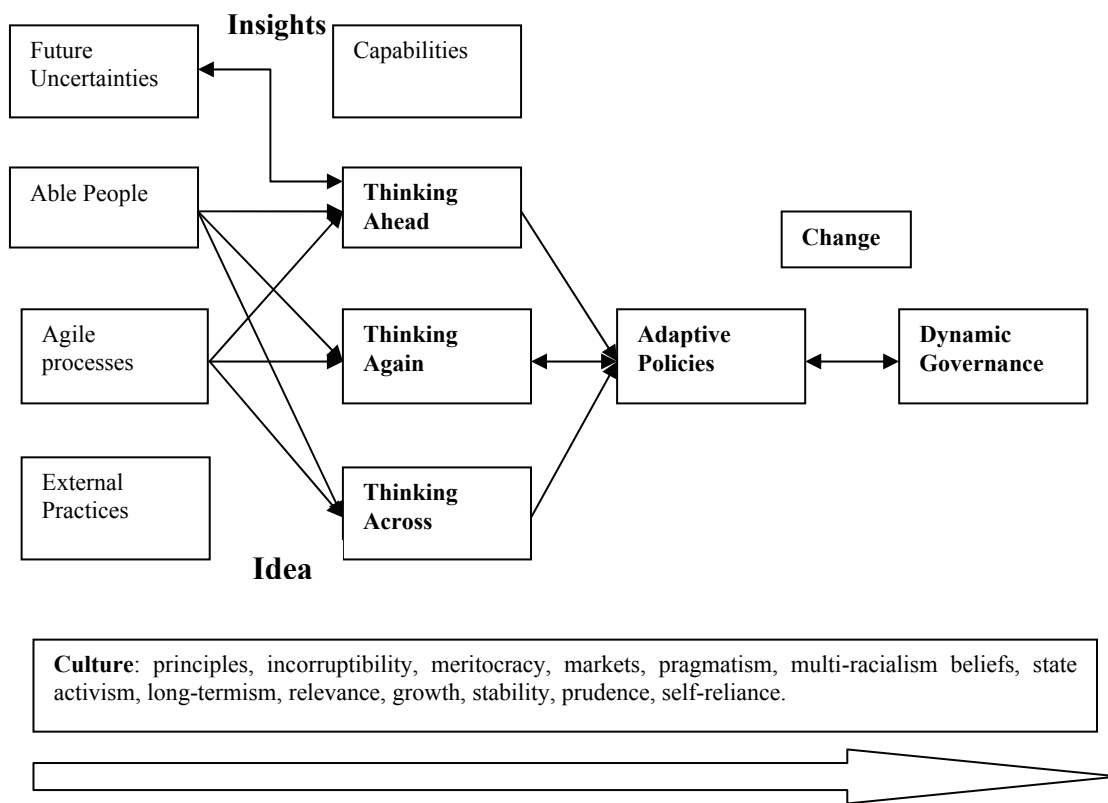 Insights
Future
Uncertainties
Capabilities
Able People
Thinking
Ahead
Change
Agile
processes
Thinking
Again
Adaptive
Policies
Dynamic
Governance
External
Practices
Thinking
Across
Idea
Culture: principles, incorruptibility, meritocracy, markets, pragmatism, multi-racialism beliefs, state
activism, long-termism, relevance, growth, stability, prudence, self-reliance.